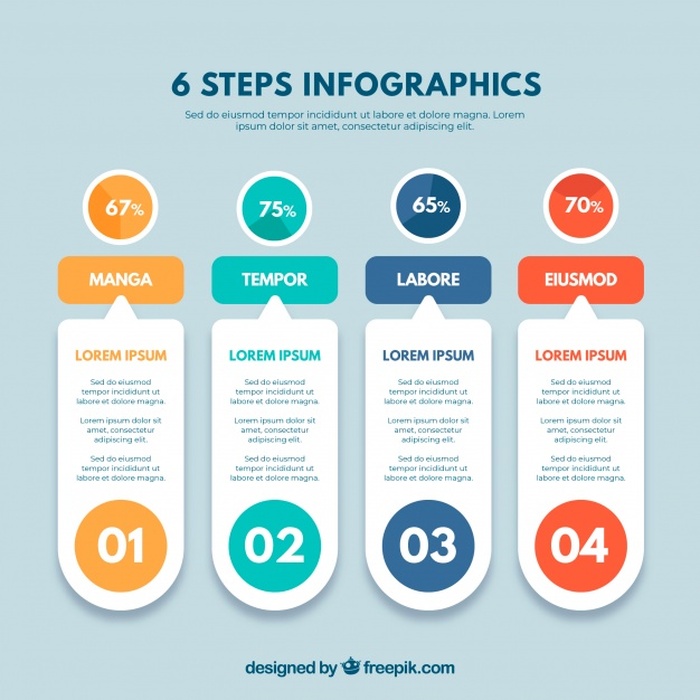 6 STEPS INFOGRAPHICS
Sed do eiusmod tempor incididunt ut labore et dolore magna. Lorem
ipsum dolor sit amet, consectetur adipiscing elit.
67%
75%
65%
70%
MANGA
TEMPOR
LABORE
EIUSMOD
LOREM IPSUM
Sed do eiusmod
tempor incididunt ut
labore et dolore magna.
Lorem ipsum dolor sit
amet, consectetur
adipiscing elit.
Sed do eiusmod
tempor incididunt ut
labore et dolore magna.
01
LOREM IPSUM
Sed do eiusmod
tempor incididunt ut
labore et dolore magna.
Lorem ipsum dolor sit
amet, consectetur
adipiscing elit.
Sed do eiusmod
tempor incididunt ut
labore et dolore magna.
02
LOREM IPSUM
Sed do eiusmod
tempor incididunt ut
labore et dolore magna.
Lorem ipsum dolor sit
amet, consectetur
adipiscing elit.
Sed do eiusmod
tempor incididunt ut
labore et dolore magna.
03
LOREM IPSUM
Sed do eiusmod
tempor incididunt ut
labore et dolore magna.
Lorem ipsum dolor sit
amet, consectetur
adipiscing elit.
Sed do eiusmod
tempor incididunt ut
labore et dolore magna.
04
designed by freepik.com